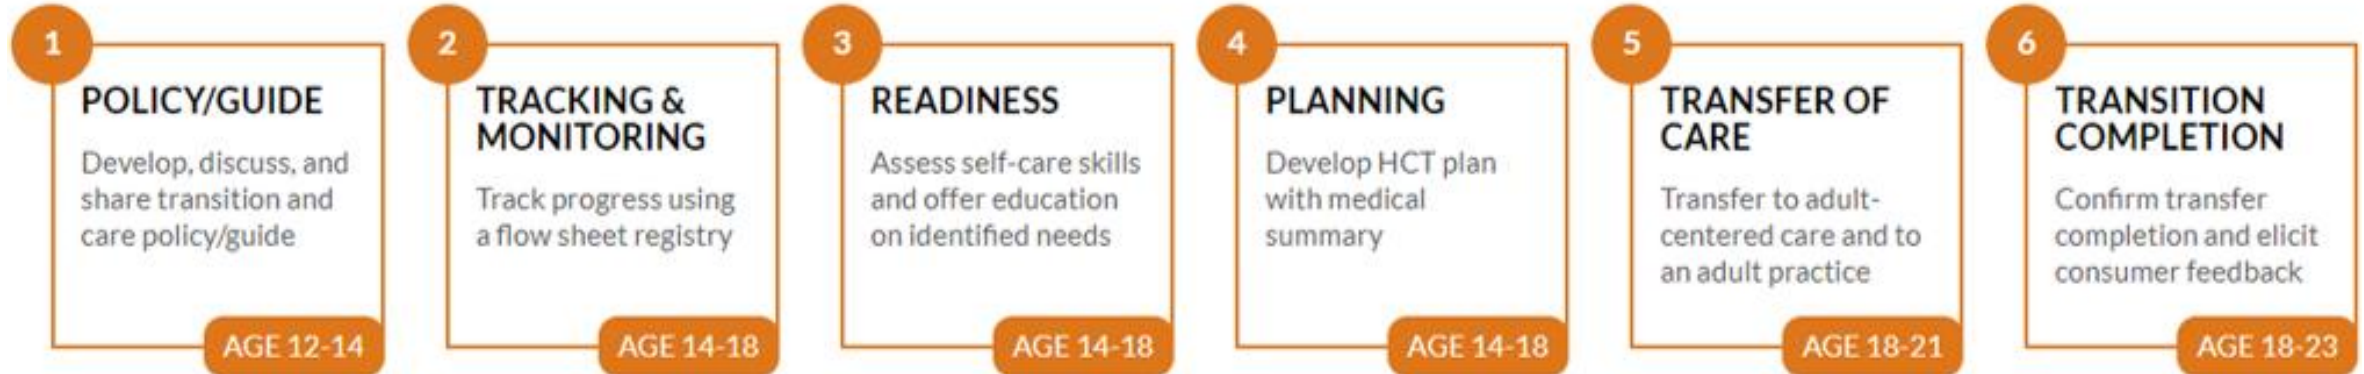 1
POLICY/GUIDE
Develop, discuss, and
share transition and
care policy/guide
AGE 12-14
2
TRACKING &
MONITORING
Track progress using
a flow sheet registry
AGE 14-18
3
READINESS
Assess self-care skills
and offer education
on identified needs
AGE 14-18
4
PLANNING
Develop HCT plan
with medical
summary
AGE 14-18
5
TRANSFER OF
CARE
Transfer to adult-
centered care and to
an adult practice
AGE 18-21
6
TRANSITION
COMPLETION
Confirm transfer
completion and elicit
consumer feedback
AGE 18-23